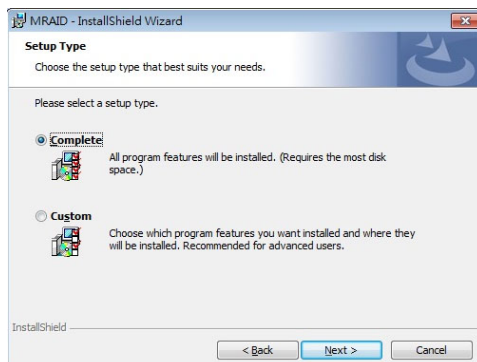 MRAID - InstallShield Wizard
Setup Type
Choose the setup type that best suits your needs.
Please select a setup type.
Complete
All program features will be installed. (Requires the most disk
space.)
Custom
Choose which program features you want installed and where they
will be installed. Recommended for advanced users.
InstallShield
< Back Next > Cancel